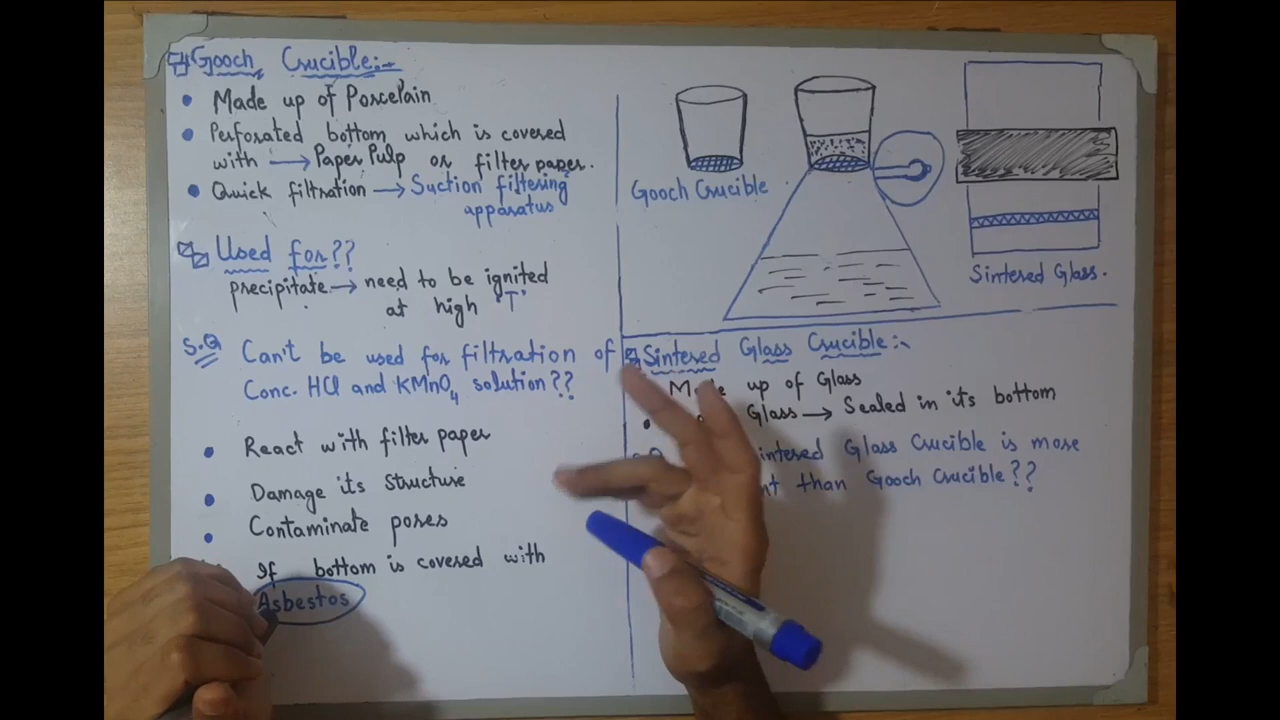 Gooch Crucible:-
Made up of Porcelain
Perforated bottom which is covered
with → Paper Pulp or filter paper.
Quick filtration → Suction filtering
apparatus
Used for??
precipitate → need to be ignited
at high 'T'
S.Q Can't be used for filtration of
Conc. HCl and KMnO4 solution??
React with filter paper
Damage its structure
Contaminate pores
If bottom is covered with
Asbestos
Gooch Crucible
Sintered Glass.
Sintered Glass Crucible:-
Made up of Glass
Glass → Sealed in its bottom
Glass Crucible is more
than Gooch Crucible??